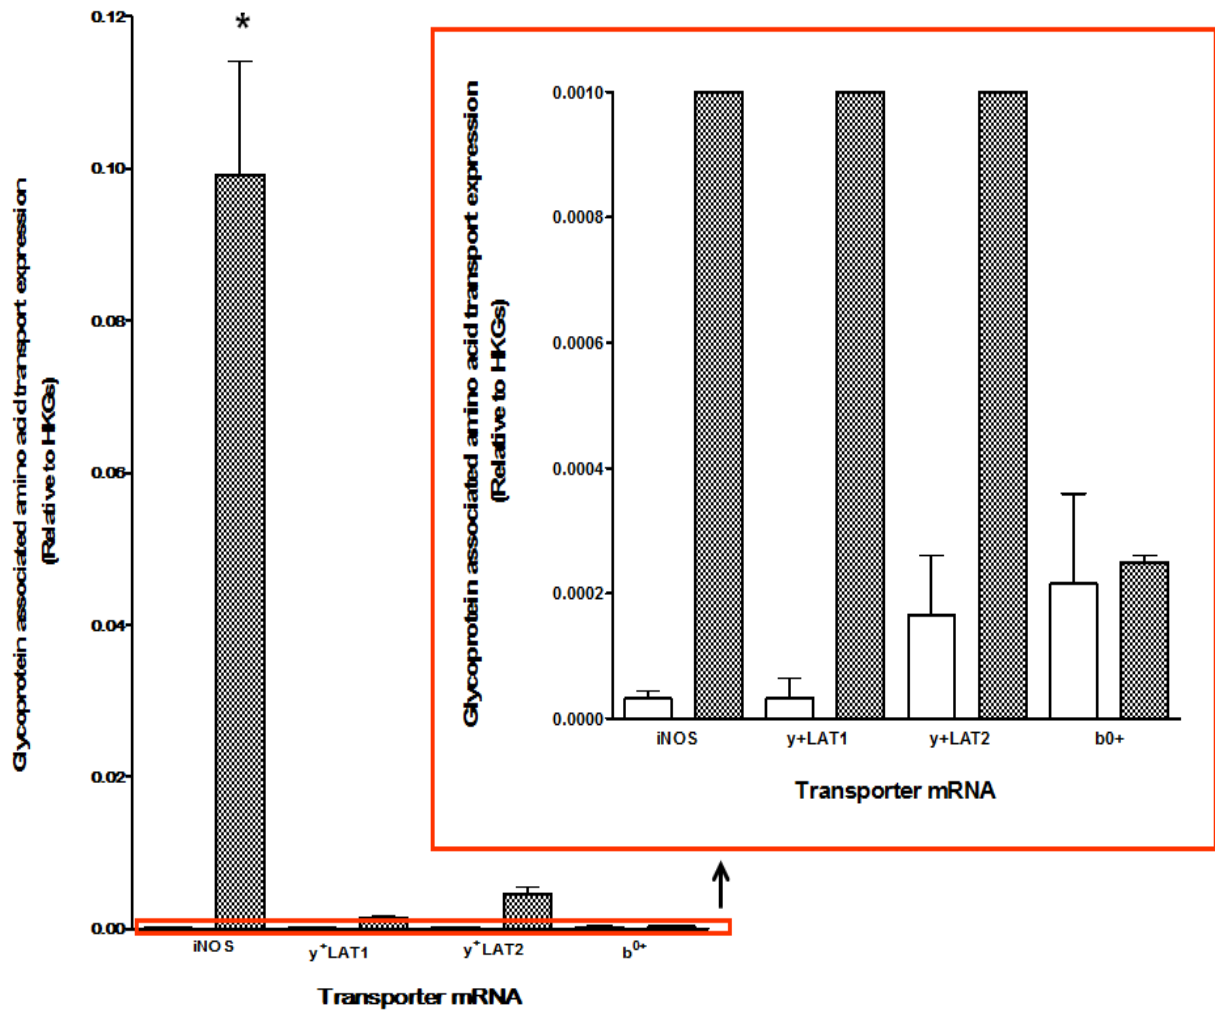 *
0.12
0.10
0.08
0.06
0.04
0.02
0.00
Glycoprotein associated amino acid transport expression
(Relative to HKGs)
iNOS
y⁺LAT1
y⁺LAT2
b⁰⁺
Transporter mRNA
0.0010
0.0008
0.0006
0.0004
0.0002
0.0000
Glycoprotein associated amino acid transport expression
(Relative to HKGs)
iNOS
y+LAT1
y+LAT2
b0+
Transporter mRNA